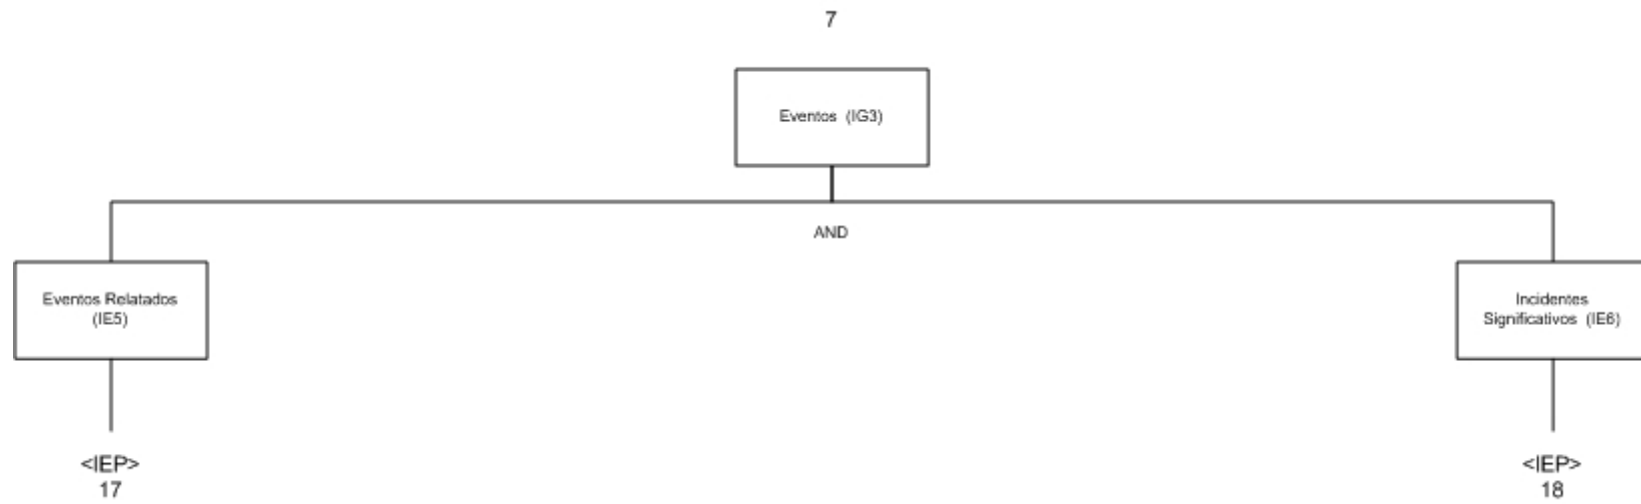 7
Eventos (IG3)
AND
Eventos Relatados
(IE5)
Incidentes
Significativos (IE6)
<IEP>
17
<IEP>
18